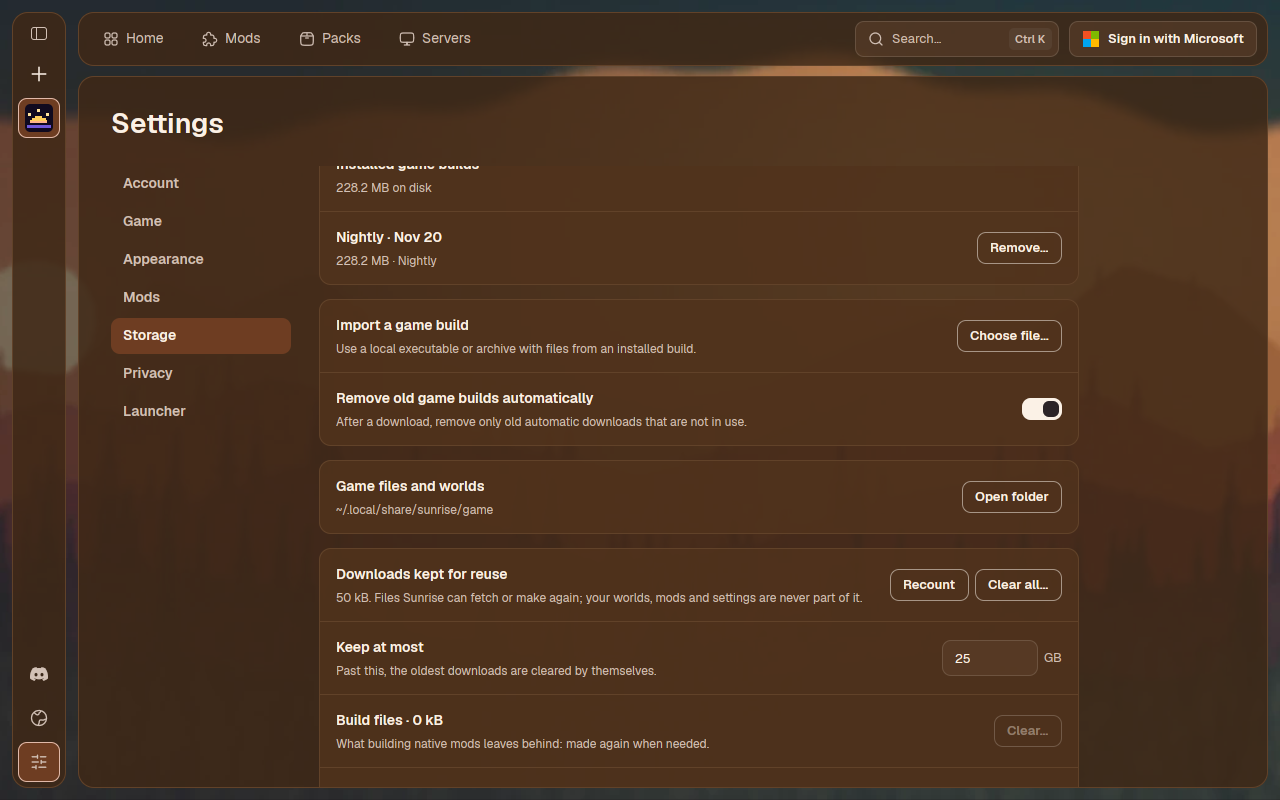 Home
Mods
Packs
Servers
Search...
Ctrl K
Sign in with Microsoft
Settings
Account
Game
Appearance
Mods
Storage
Privacy
Launcher
Installed game builds
228.2 MB on disk
Nightly · Nov 20
228.2 MB · Nightly
Remove...
Import a game build
Use a local executable or archive with files from an installed build.
Choose file...
Remove old game builds automatically
After a download, remove only old automatic downloads that are not in use.
Game files and worlds
~/.local/share/sunrise/game
Open folder
Downloads kept for reuse
50 kB. Files Sunrise can fetch or make again; your worlds, mods and settings are never part of it.
Recount
Clear all...
Keep at most
Past this, the oldest downloads are cleared by themselves.
25
GB
Build files · 0 kB
What building native mods leaves behind: made again when needed.
Clear...